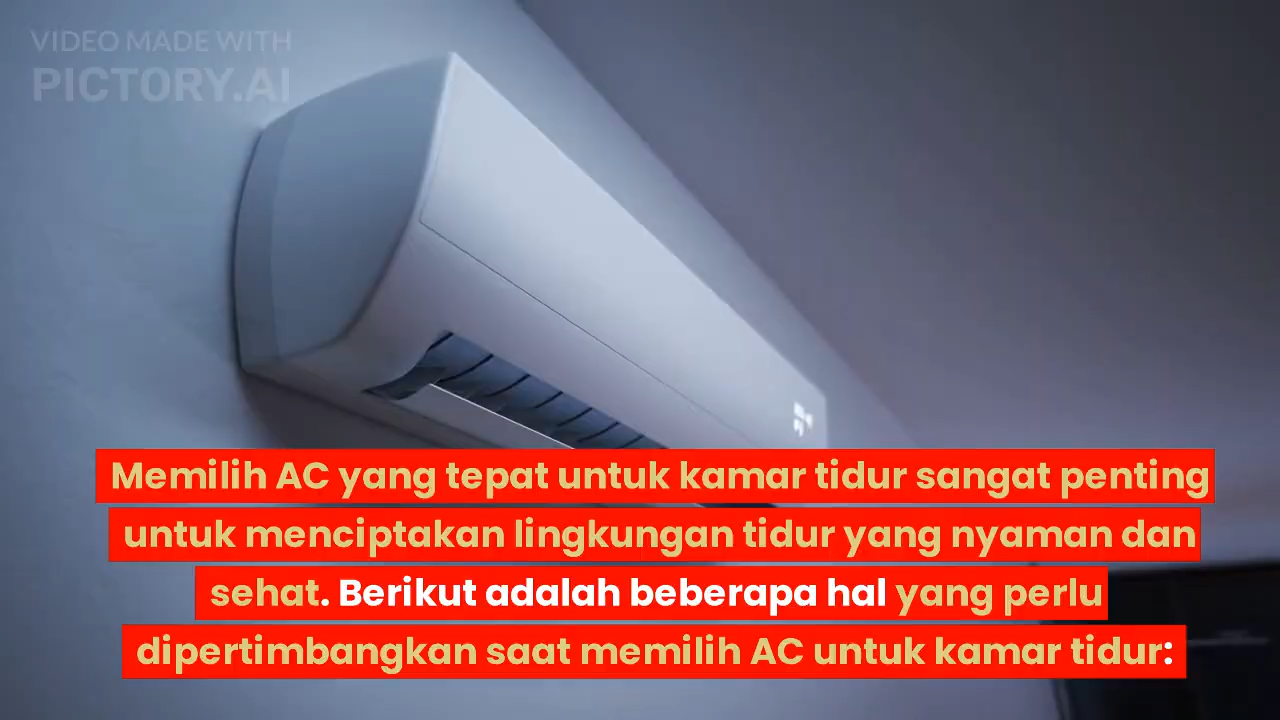 VIDEO MADE WITH
PICTORY.AI
Memilih AC yang tepat untuk kamar tidur sangat penting
untuk menciptakan lingkungan tidur yang nyaman dan
sehat. Berikut adalah beberapa hal yang perlu
dipertimbangkan saat memilih AC untuk kamar tidur: